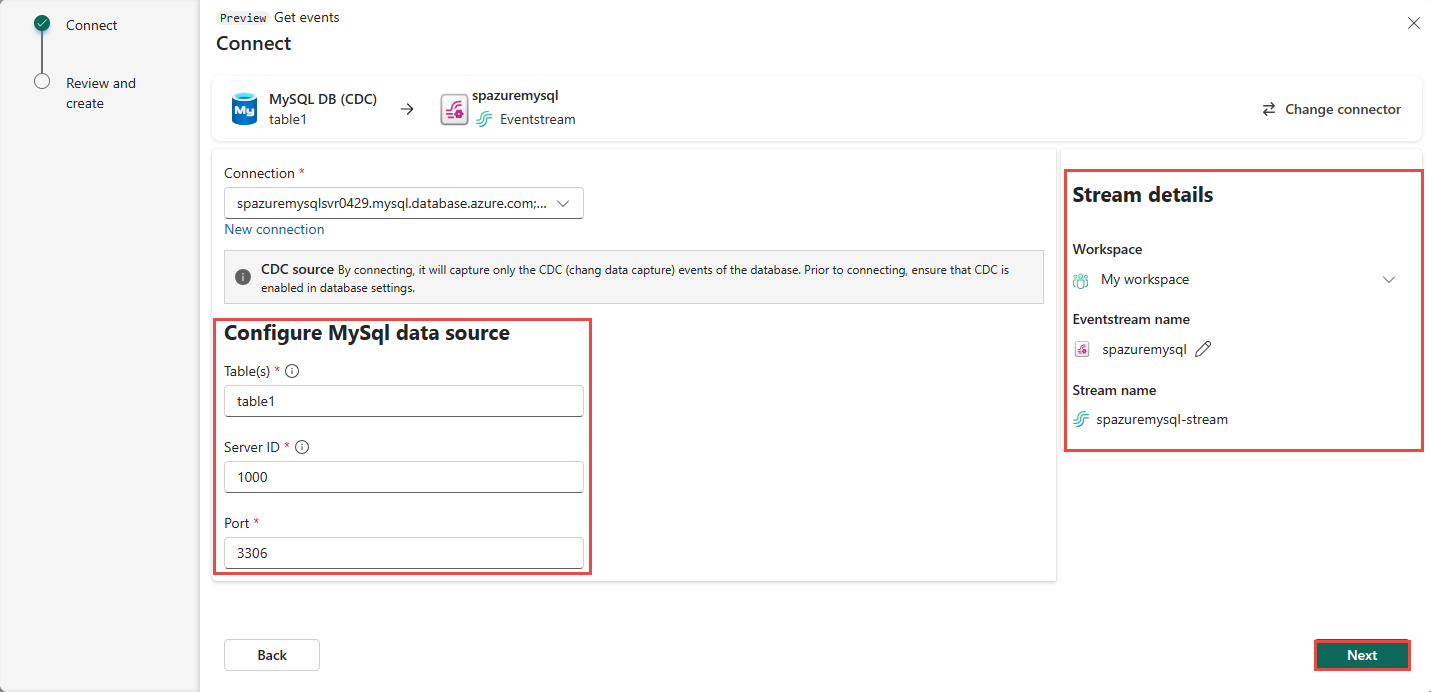 Connect
Review and
create
Preview Get events
Connect
My
MySQL DB (CDC)
table1
spazuremysql
Eventstream
Change connector
Connection *
spazuremysqlsvr0429.mysql.database.azure.com;...
New connection
CDC source By connecting, it will capture only the CDC (chang data capture) events of the database. Prior to connecting, ensure that CDC is
enabled in database settings.
Configure MySql data source
Table(s) *
table1
Server ID *
1000
Port *
3306
Stream details
Workspace
My workspace
Eventstream name
spazuremysql
Stream name
spazuremysql-stream
Back
Next